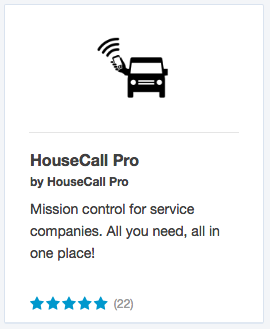 HouseCall Pro
by HouseCall Pro
Mission control for service
companies. All you need, all in
one place!
(22)